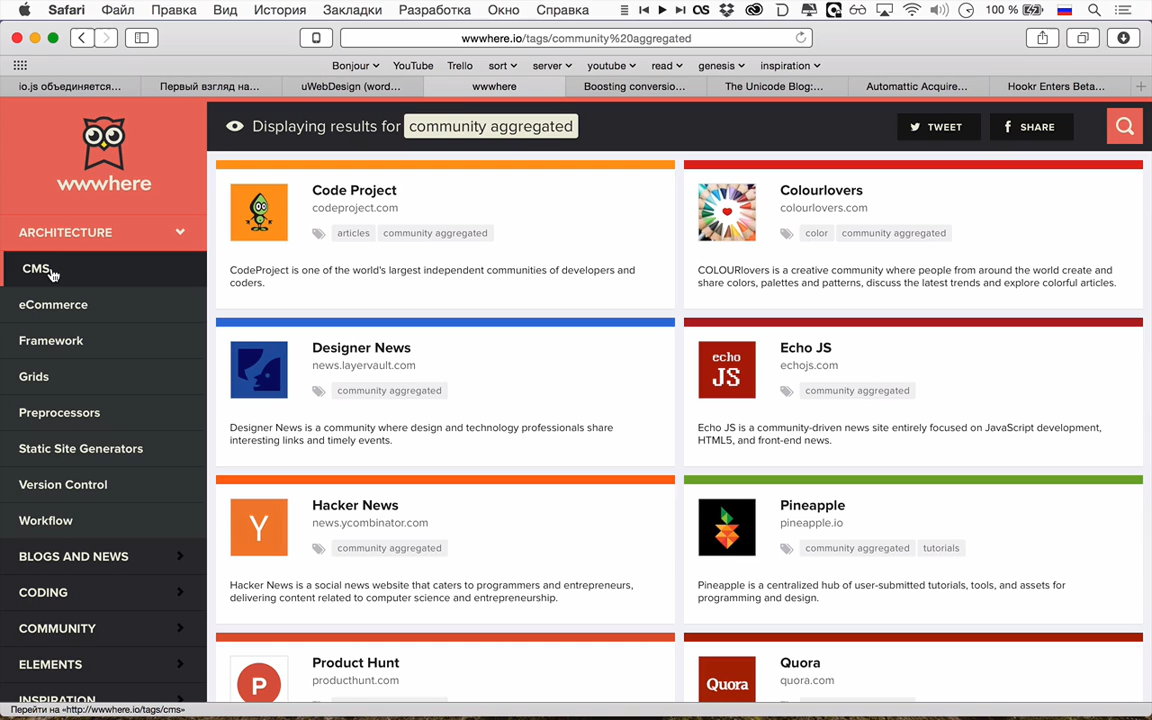 Safari Правка Вид История Закладки Разработка Окно Справка 100 %
wwwhere.io/tags/community%20aggregated
Bonjour YouTube Trello sort server youtube read genesis inspiration
io.js объединяется... Первый взгляд на... uWebDesign (word... wwwhere Boosting conversio... The Unicode Blog:... Automattic Acquire... Hookr Enters Beta...
wwwhere
Displaying results for community aggregated
TWEET SHARE
ARCHITECTURE
CMS
eCommerce
Framework
Grids
Preprocessors
Static Site Generators
Version Control
Workflow
BLOGS AND NEWS
CODING
COMMUNITY
ELEMENTS
INSPIRATION
Code Project
codeproject.com
articles community aggregated
CodeProject is one of the world's largest independent communities of developers and
coders.
Colourlovers
colourlovers.com
color community aggregated
COLOURlovers is a creative community where people from around the world create and
share colors, palettes and patterns, discuss the latest trends and explore colorful articles.
Designer News
news.layervault.com
community aggregated
Designer News is a community where design and technology professionals share
interesting links and timely events.
echo
JS
Echo JS
echojs.com
community aggregated
Echo JS is a community-driven news site entirely focused on JavaScript development,
HTML5, and front-end news.
Y
Hacker News
news.ycombinator.com
community aggregated
Hacker News is a social news website that caters to programmers and entrepreneurs,
delivering content related to computer science and entrepreneurship.
Pineapple
pineapple.io
community aggregated tutorials
Pineapple is a centralized hub of user-submitted tutorials, tools, and assets for
programming and design.
P
Product Hunt
producthunt.com
Quora
Quora
quora.com
Перейти на «http://wwwhere.io/tags/cms»